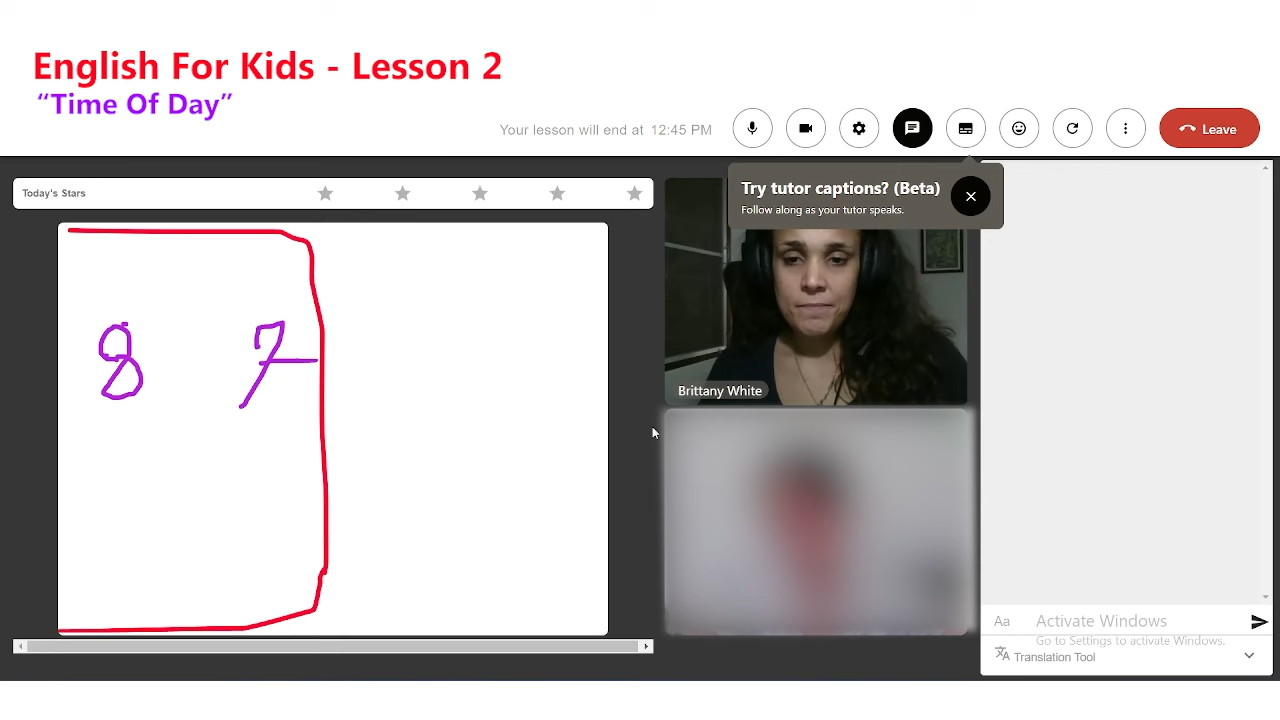 English For Kids - Lesson 2
“Time Of Day”
Your lesson will end at 12:45 PM
Leave
Try tutor captions? (Beta)
Follow along as your tutor speaks.
Today's Stars
8 7
Brittany White
Aa Activate Windows
Go to Settings to activate Windows.
Translation Tool